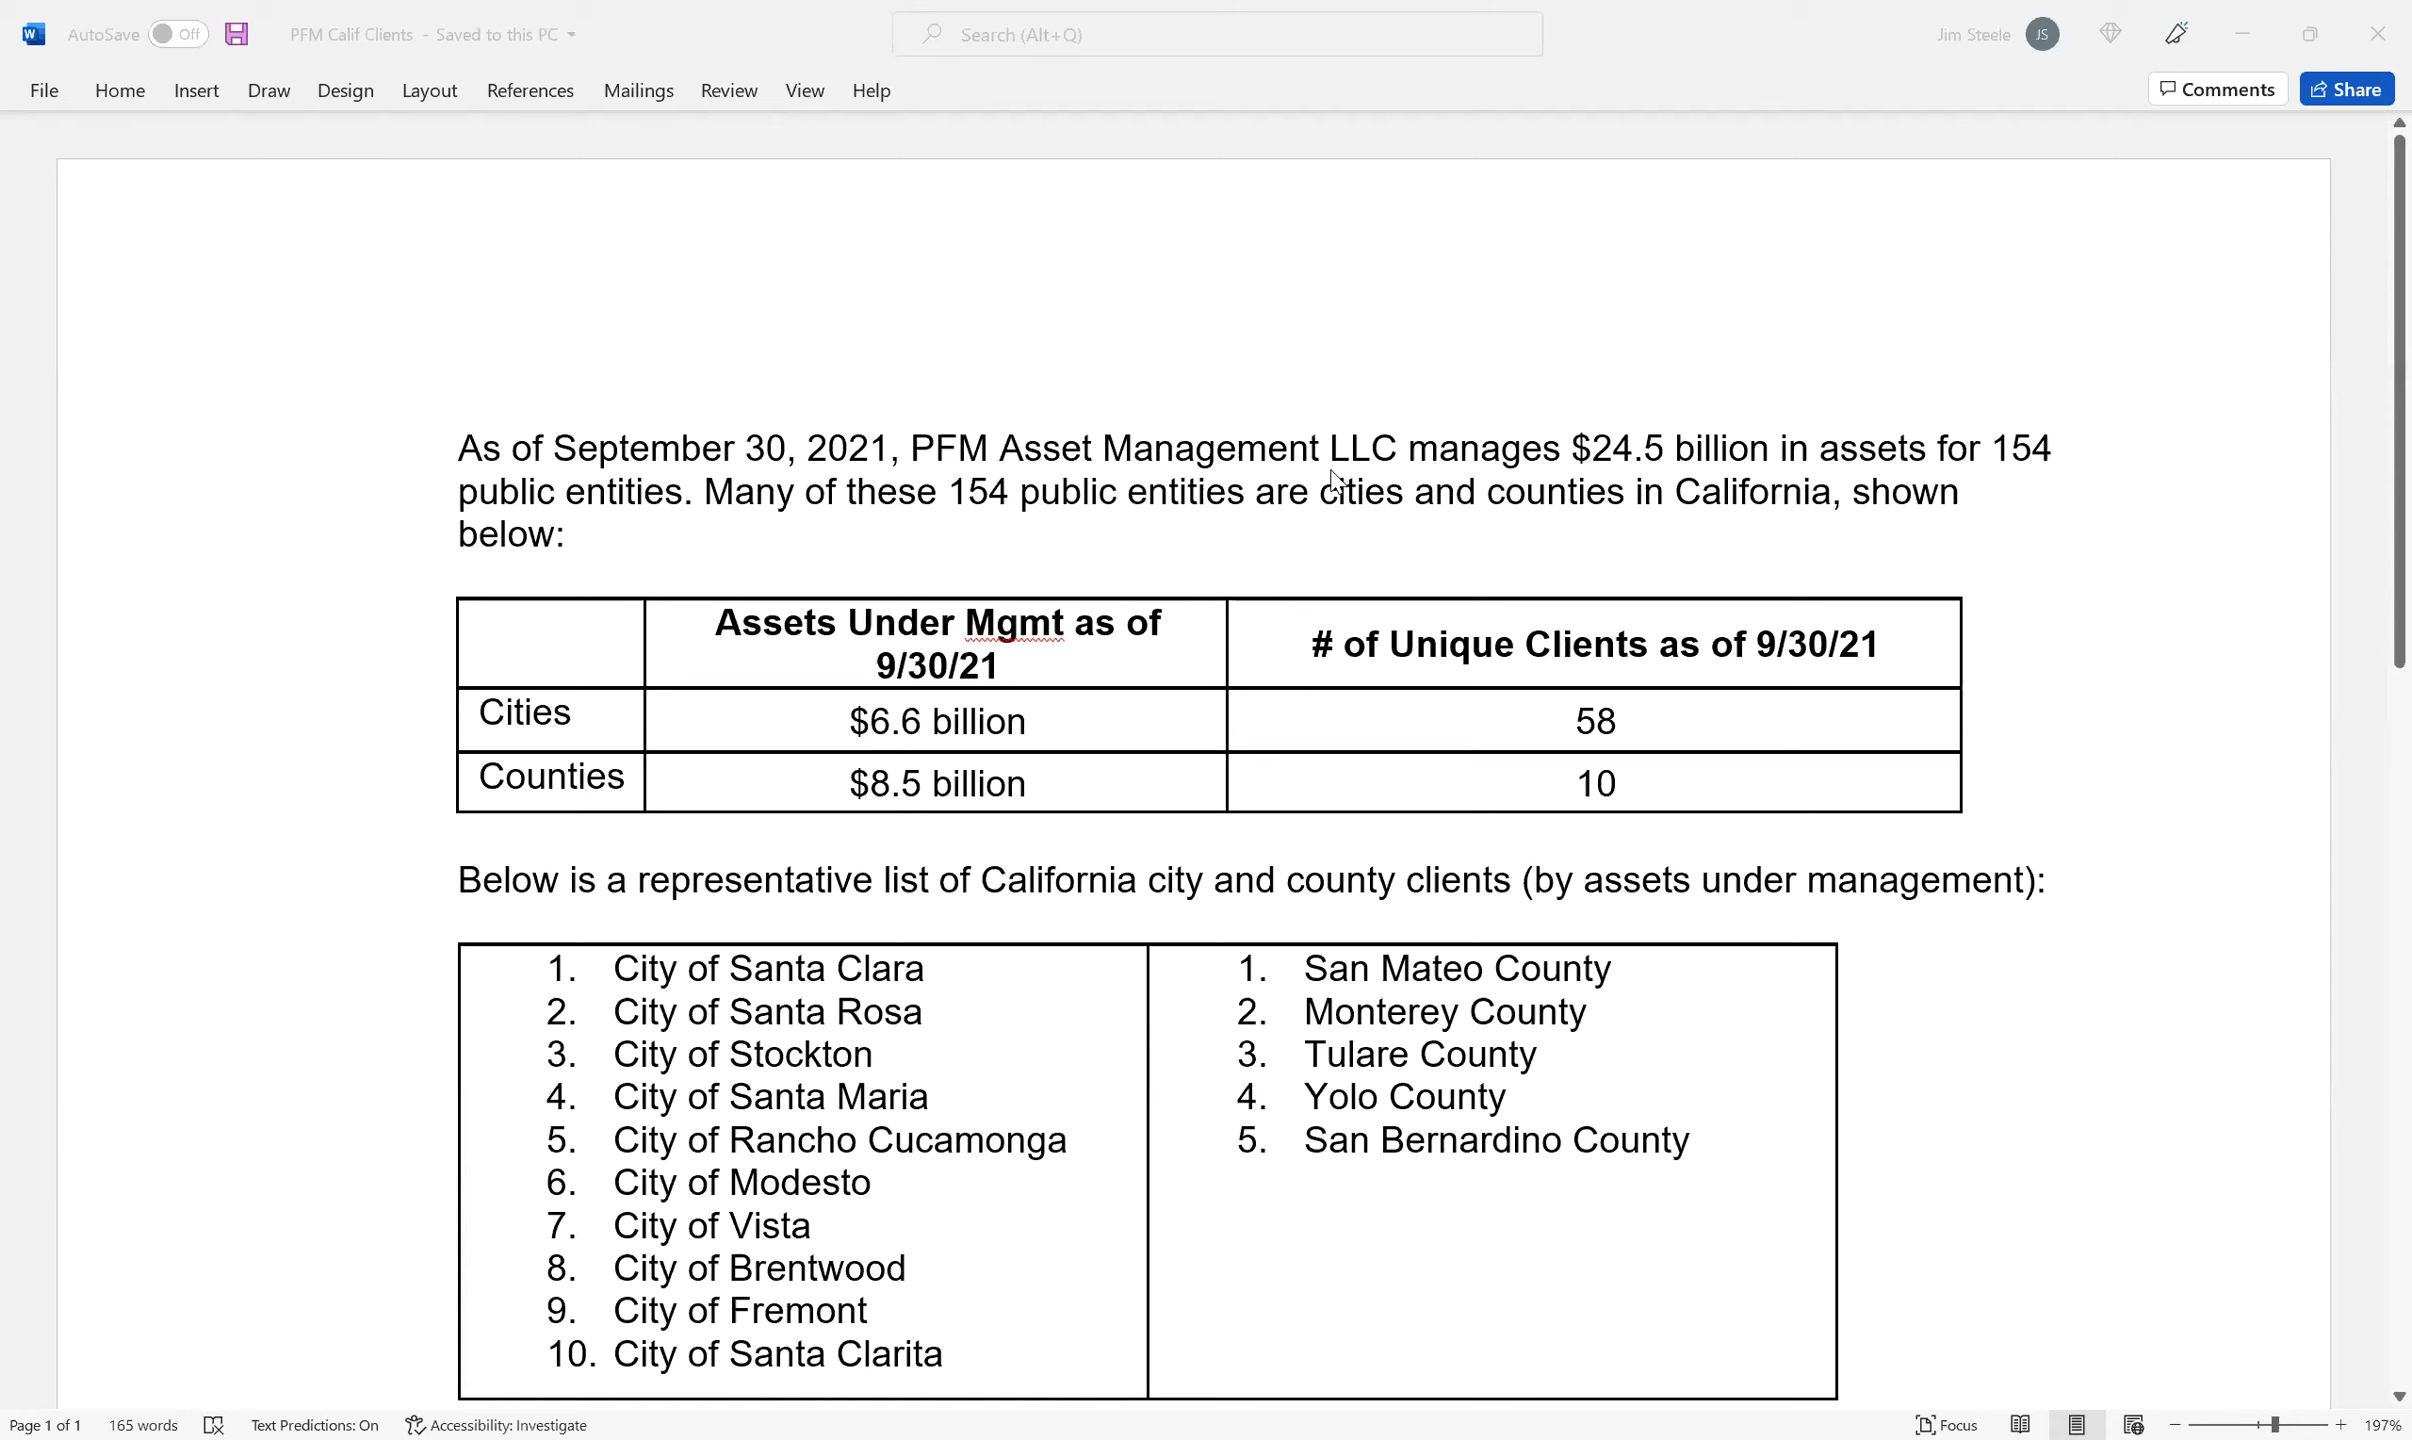 AutoSave Off PFM Calif Clients - Saved to this PC Search (Alt+Q) Jim Steele JS
File Home Insert Draw Design Layout References Mailings Review View Help Comments Share
As of September 30, 2021, PFM Asset Management LLC manages $24.5 billion in assets for 154
public entities. Many of these 154 public entities are cities and counties in California, shown
below:
Assets Under Mgmt as of
9/30/21
# of Unique Clients as of 9/30/21
Cities $6.6 billion 58
Counties $8.5 billion 10
Below is a representative list of California city and county clients (by assets under management):
1. City of Santa Clara
2. City of Santa Rosa
3. City of Stockton
4. City of Santa Maria
5. City of Rancho Cucamonga
6. City of Modesto
7. City of Vista
8. City of Brentwood
9. City of Fremont
10. City of Santa Clarita
1. San Mateo County
2. Monterey County
3. Tulare County
4. Yolo County
5. San Bernardino County
Page 1 of 1 165 words Text Predictions: On Accessibility: Investigate Focus 197%